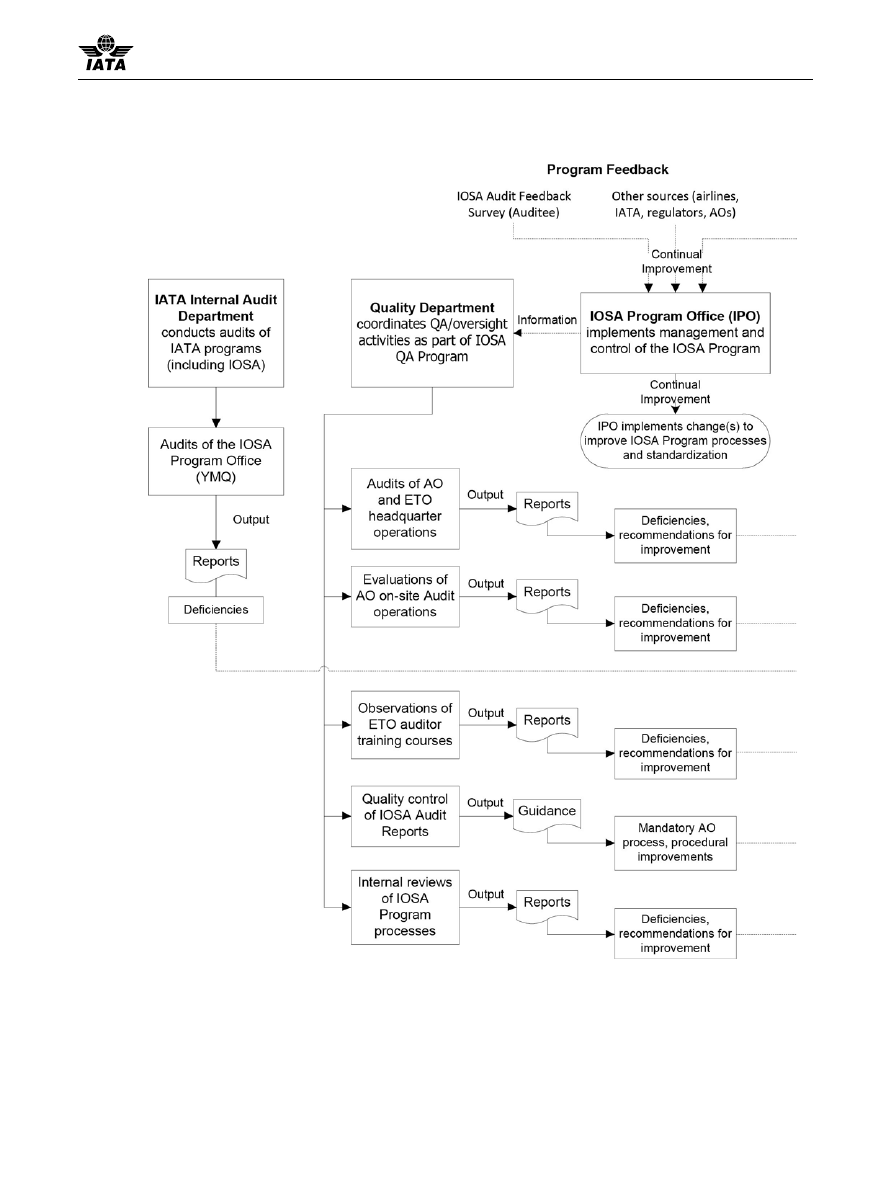 IATA
Program Feedback
IOSA Audit Feedback
Survey (Auditee)
Other sources (airlines,
IATA, regulators, AOs)
Continual
Improvement
IATA Internal Audit
Department
conducts audits of
IATA programs
(including IOSA)
Quality Department
coordinates QA/oversight
activities as part of IOSA
QA Program
Information
IOSA Program Office (IPO)
implements management and
control of the IOSA Program
Continual
Improvement
IPO implements change(s) to
improve IOSA Program processes
and standardization
Audits of the IOSA
Program Office
(YMQ)
Output
Reports
Deficiencies
Audits of AO
and ETO
headquarter
operations
Output
Reports
Deficiencies,
recommendations for
improvement
Evaluations of
AO on-site Audit
operations
Output
Reports
Deficiencies,
recommendations for
improvement
Observations of
ETO auditor
training courses
Output
Reports
Deficiencies,
recommendations for
improvement
Quality control
of IOSA Audit
Reports
Output
Guidance
Mandatory AO
process, procedural
improvements
Internal reviews
of IOSA
Program
processes
Output
Reports
Deficiencies,
recommendations for
improvement